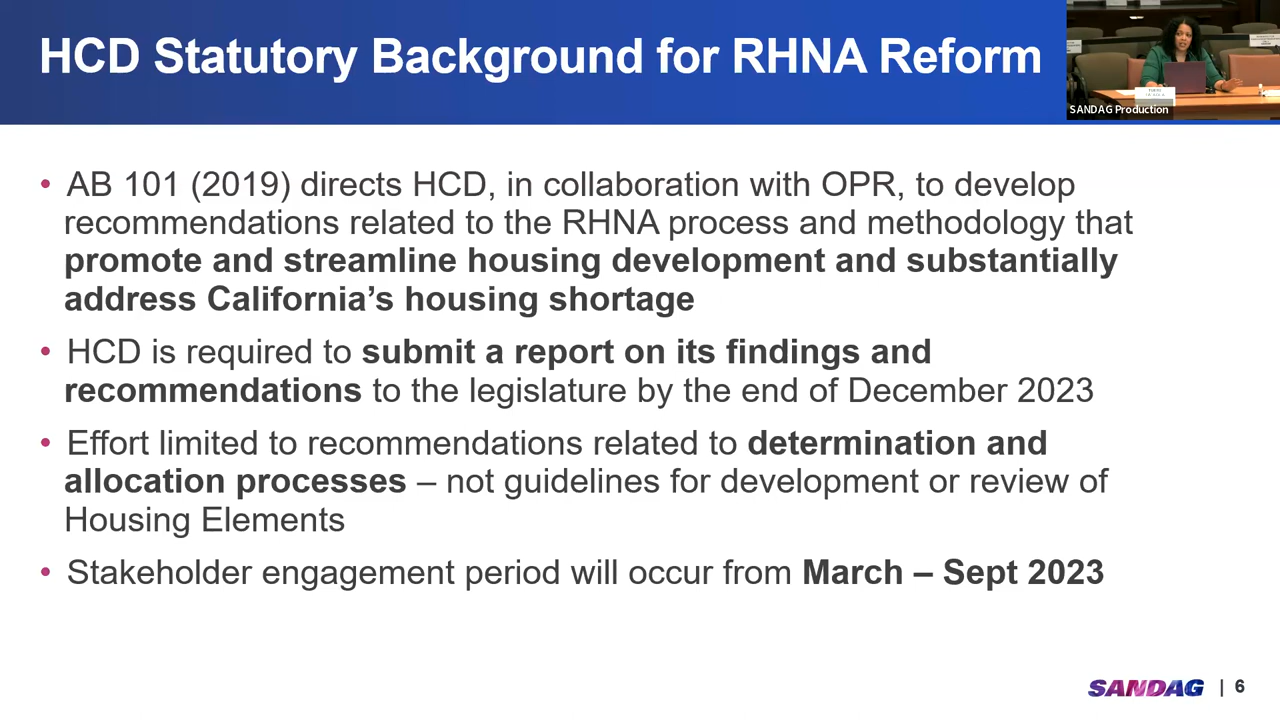 HCD Statutory Background for RHNA Reform
SANDAG Production
• AB 101 (2019) directs HCD, in collaboration with OPR, to develop
recommendations related to the RHNA process and methodology that
promote and streamline housing development and substantially
address California’s housing shortage
• HCD is required to submit a report on its findings and
recommendations to the legislature by the end of December 2023
• Effort limited to recommendations related to determination and
allocation processes – not guidelines for development or review of
Housing Elements
• Stakeholder engagement period will occur from March – Sept 2023
SANDAG | 6